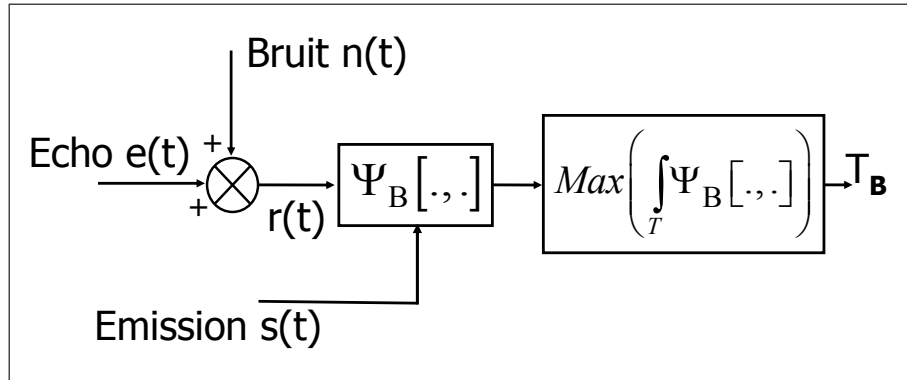 Bruit n(t)
Echo e(t)
+
+
r(t)
Ψ_B[.,.]
Max(∫_T Ψ_B[.,.])
T_B
Emission s(t)